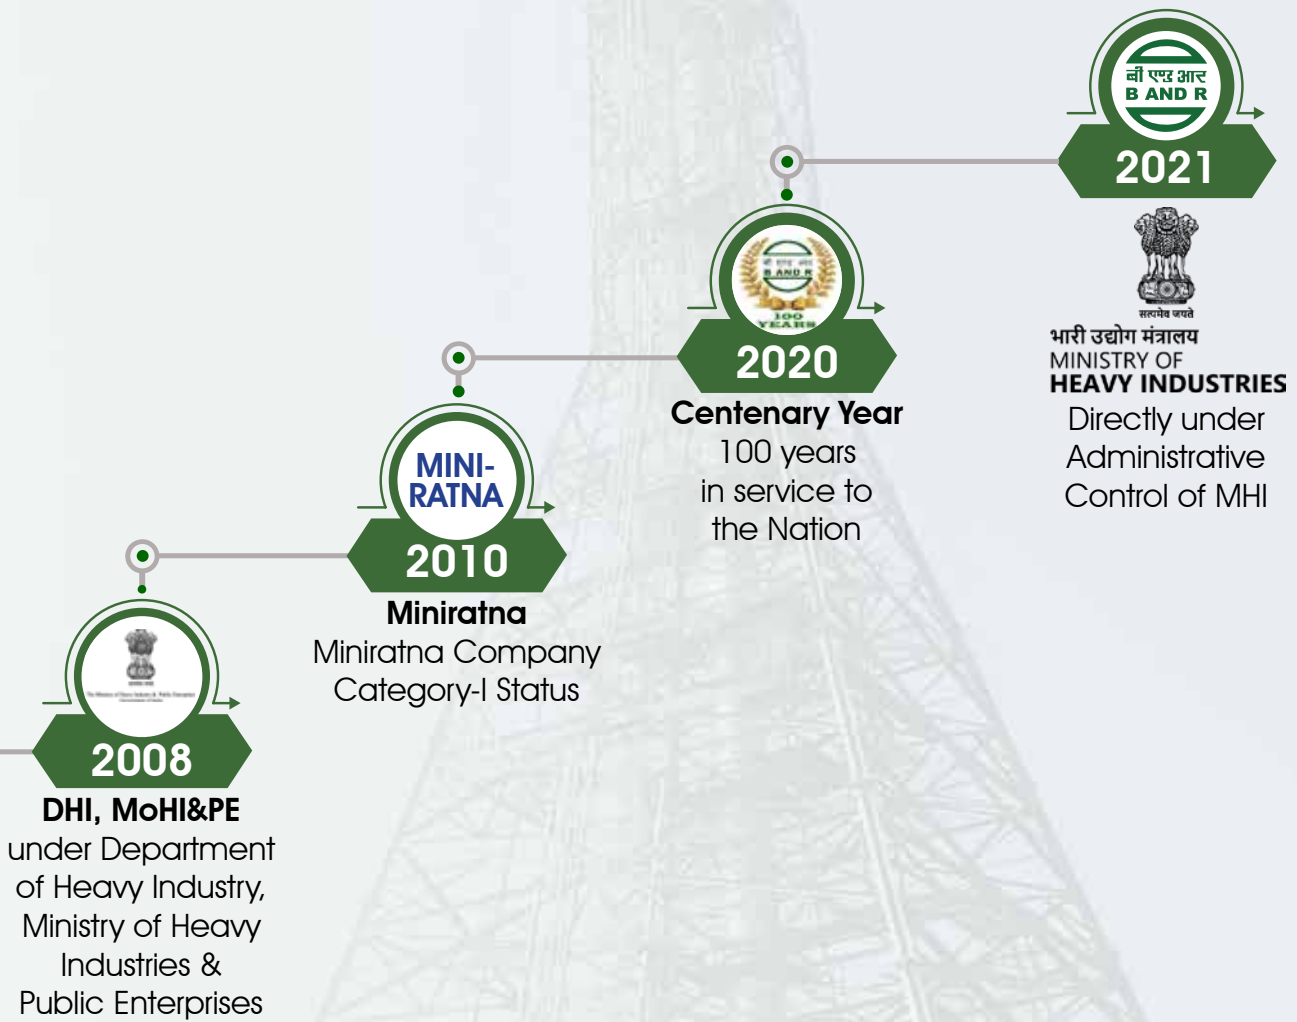 बी एण्ड आर
B AND R
2021
सत्यमेव जयते
भारी उद्योग मंत्रालय
MINISTRY OF
HEAVY INDUSTRIES
Directly under
Administrative
Control of MHI
B AND R
100
YEARS
2020
Centenary Year
100 years
in service to
the Nation
MINI-
RATNA
2010
Miniratna
Miniratna Company
Category-I Status
2008
DHI, MoHI&PE
under Department
of Heavy Industry,
Ministry of Heavy
Industries &
Public Enterprises